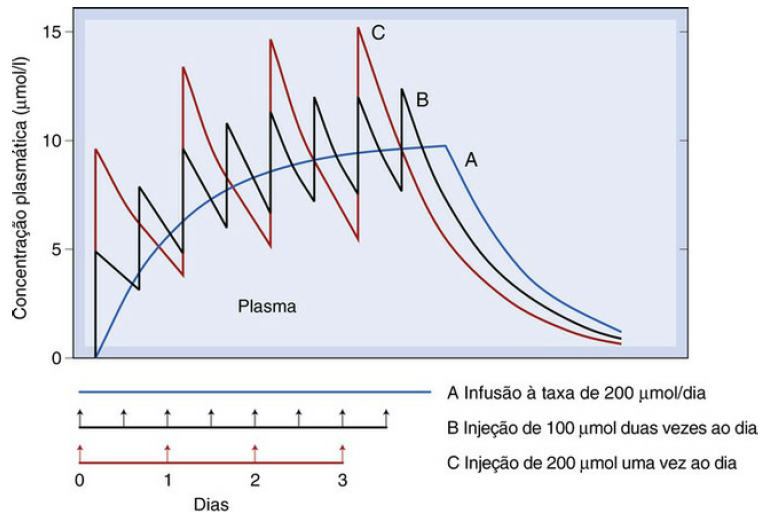 15
10
5
0
Concentração plasmática (μmol/l)
C
B
A
Plasma
A Infusão à taxa de 200 μmol/dia
B Injeção de 100 μmol duas vezes ao dia
C Injeção de 200 μmol uma vez ao dia
0 1 2 3
Dias